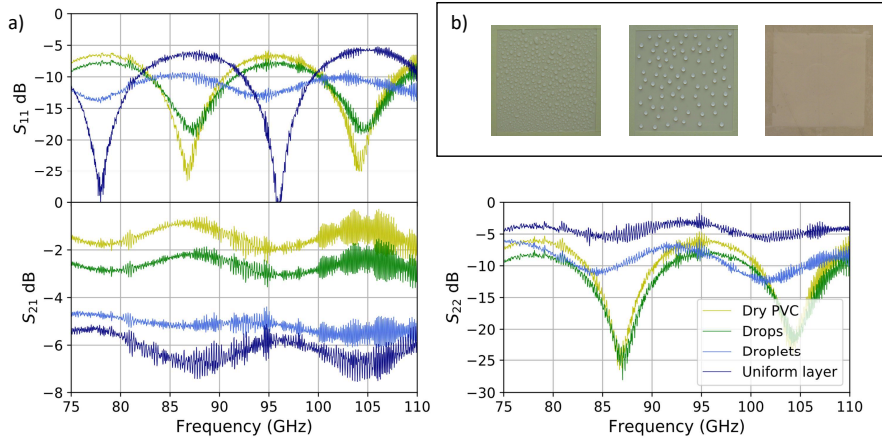 a)
0
−5
−10
−15
−20
−25
S11 dB
0
−2
−4
−6
−8
S21 dB
75 80 85 90 95 100 105 110
Frequency (GHz)
b)
0
−5
−10
−15
−20
−25
−30
S22 dB
Dry PVC
Drops
Droplets
Uniform layer
75 80 85 90 95 100 105 110
Frequency (GHz)